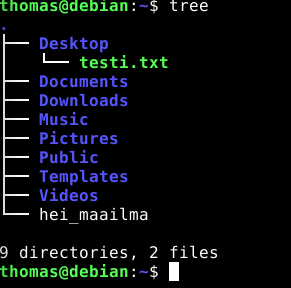 thomas@debian:~$ tree
.
├── Desktop
│   └── testi.txt
├── Documents
├── Downloads
├── Music
├── Pictures
├── Public
├── Templates
├── Videos
└── hei_maailma
9 directories, 2 files
thomas@debian:~$